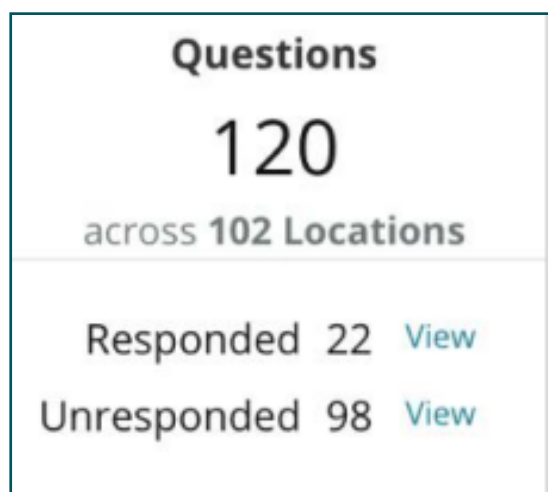 Questions
120
across 102 Locations
Responded 22 View
Unresponded 98 View